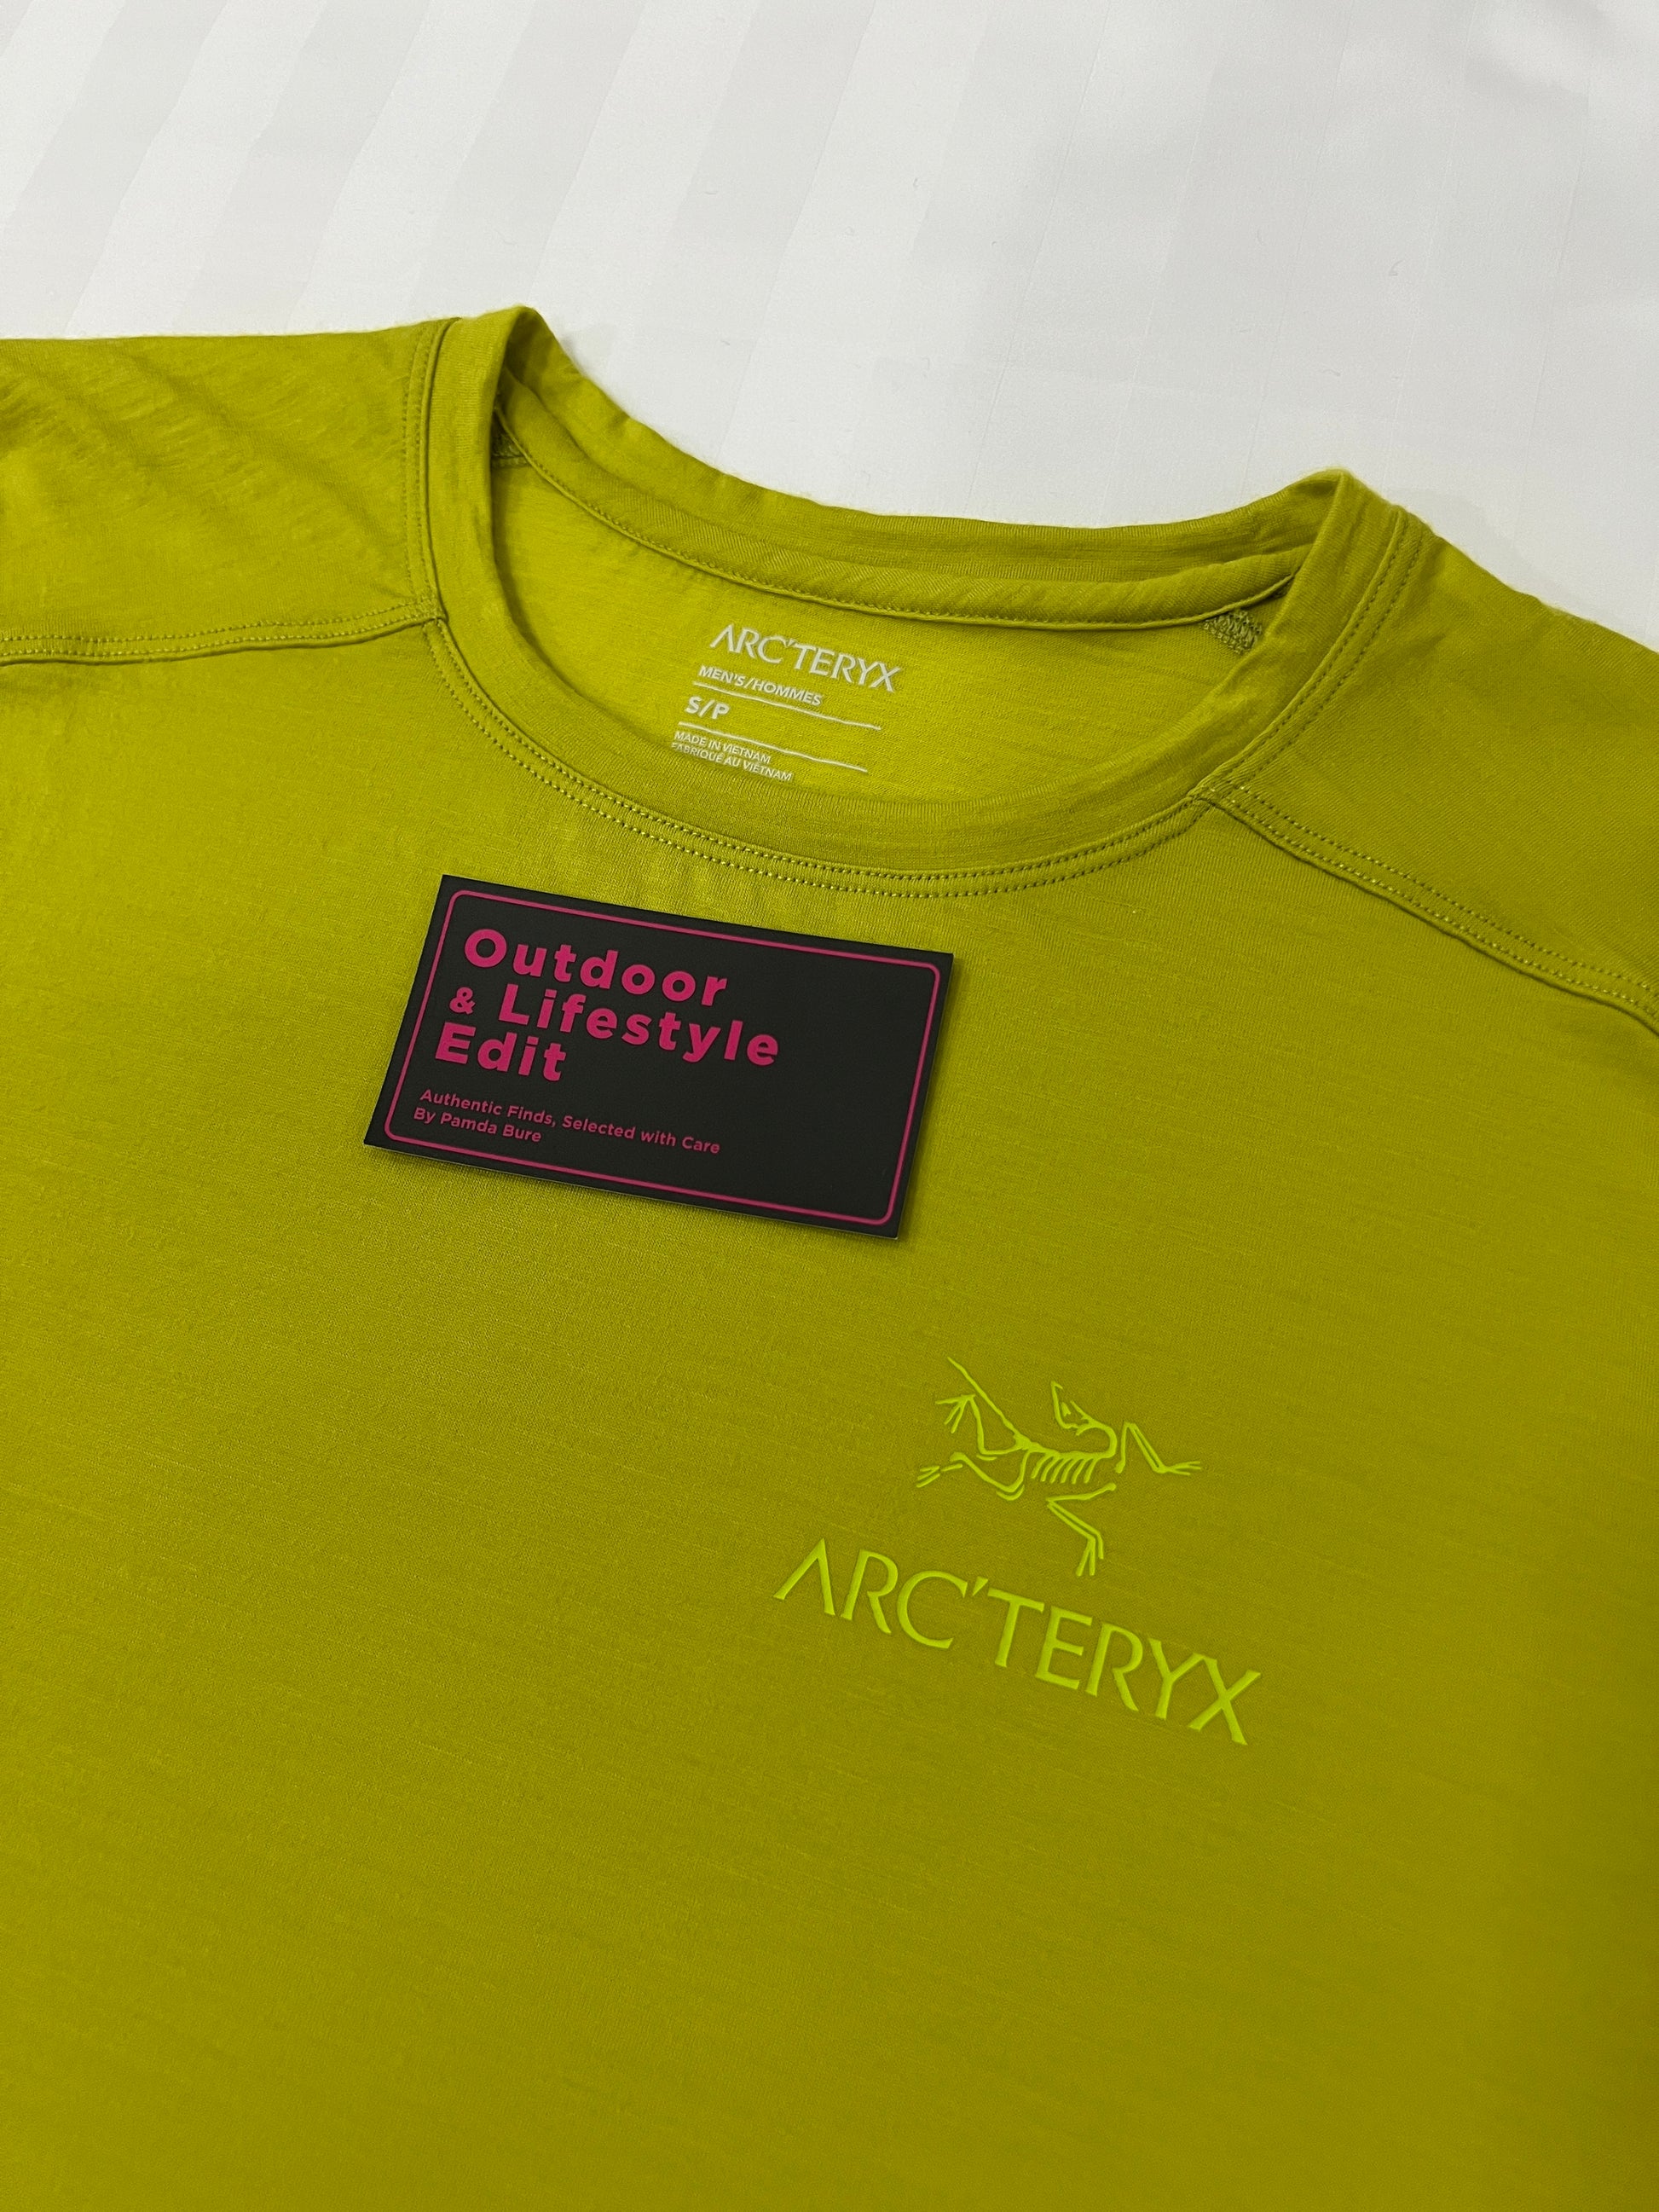 ARC'TERYX
MEN'S/HOMMES
S/P
MADE IN VIETNAM
FABRIQUÉ AU VIÊTNAM
Outdoor
& Lifestyle
Edit
Authentic Finds, Selected with Care
By Pamda Bure
ARC'TERYX